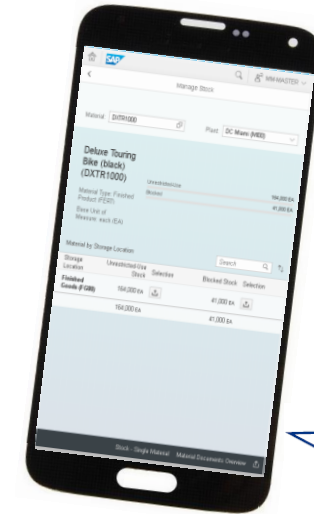 SAP
MM-MASTER
Manage Stock
Material DXTR1000
Plant DC Miami (MI00)
Deluxe Touring
Bike (black)
(DXTR1000)
Unrestricted-Use 164,000 EA
Blocked 41,000 EA
Material Type: Finished
Product (FERT)
Base Unit of
Measure: each (EA)
Material by Storage Location
Search
Storage
Location Unrestricted-Use
Stock Selection Blocked Stock Selection
Finished
Goods (FG00) 164,000 EA 41,000 EA
164,000 EA 41,000 EA
Stock - Single Material Material Documents Overview